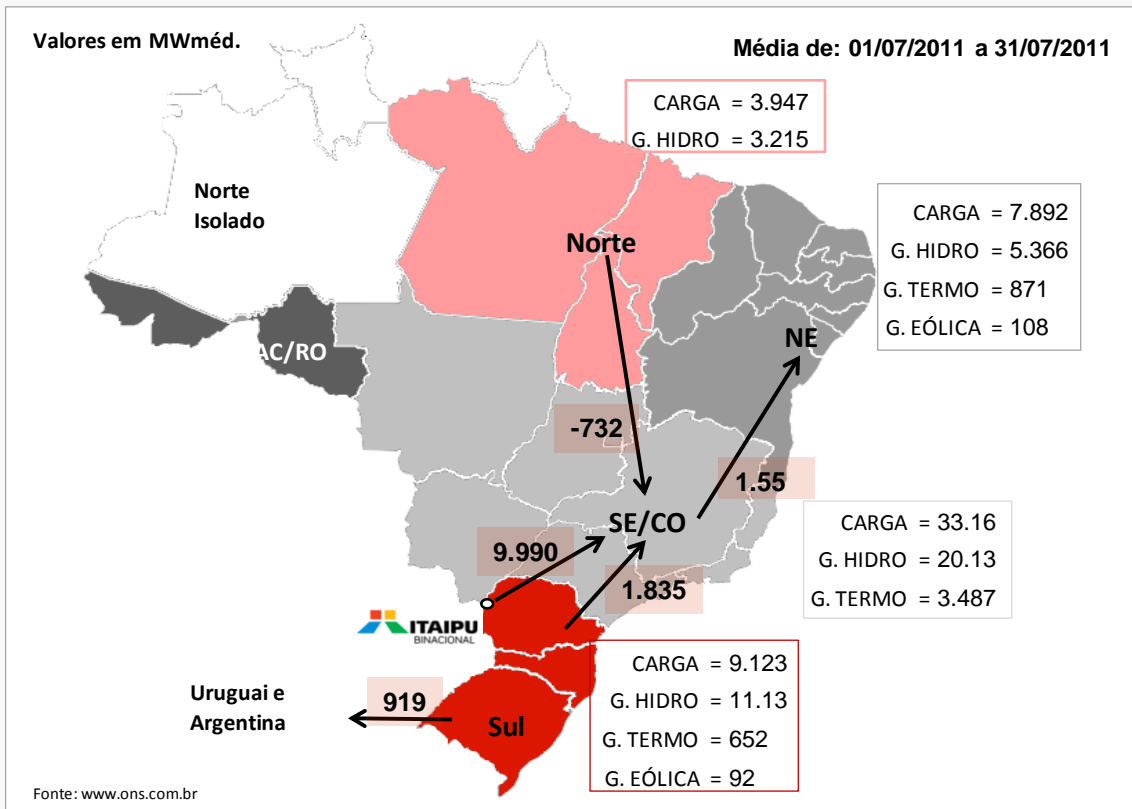 Valores em MWméd.
Média de: 01/07/2011 a 31/07/2011
CARGA = 3.947
G. HIDRO = 3.215
Norte
Isolado
Norte
CARGA = 7.892
G. HIDRO = 5.366
G. TERMO = 871
G. EÓLICA = 108
AC/RO
NE
-732
1.55
SE/CO
CARGA = 33.16
G. HIDRO = 20.13
G. TERMO = 3.487
9.990
1.835
ITAIPU
BINACIONAL
CARGA = 9.123
G. HIDRO = 11.13
G. TERMO = 652
G. EÓLICA = 92
Uruguai e
Argentina
919
Sul
Fonte: www.ons.com.br